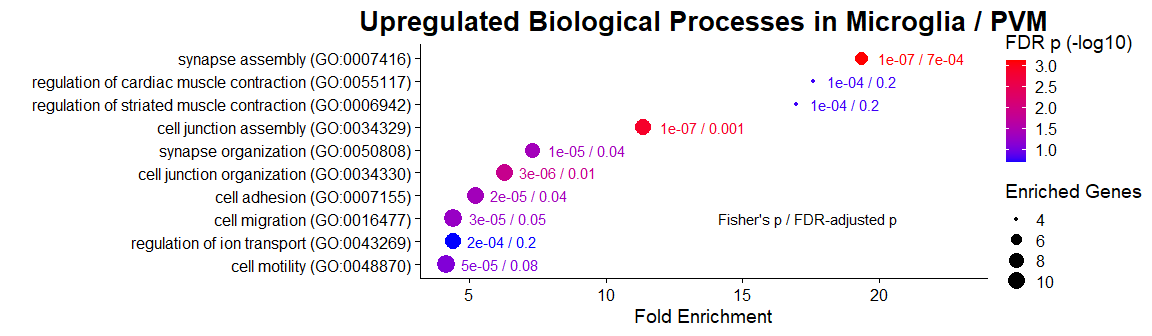 Upregulated Biological Processes in Microglia / PVM
synapse assembly (GO:0007416) 1e-07 / 7e-04
regulation of cardiac muscle contraction (GO:0055117) 1e-04 / 0.2
regulation of striated muscle contraction (GO:0006942) 1e-04 / 0.2
cell junction assembly (GO:0034329) 1e-07 / 0.001
synapse organization (GO:0050808) 1e-05 / 0.04
cell junction organization (GO:0034330) 3e-06 / 0.01
cell adhesion (GO:0007155) 2e-05 / 0.04
cell migration (GO:0016477) 3e-05 / 0.05 Fisher's p / FDR-adjusted p
regulation of ion transport (GO:0043269) 2e-04 / 0.2
cell motility (GO:0048870) 5e-05 / 0.08
5 10 15 20
Fold Enrichment
FDR p (-log10)
3.0
2.5
2.0
1.5
1.0
Enriched Genes
4
6
8
10